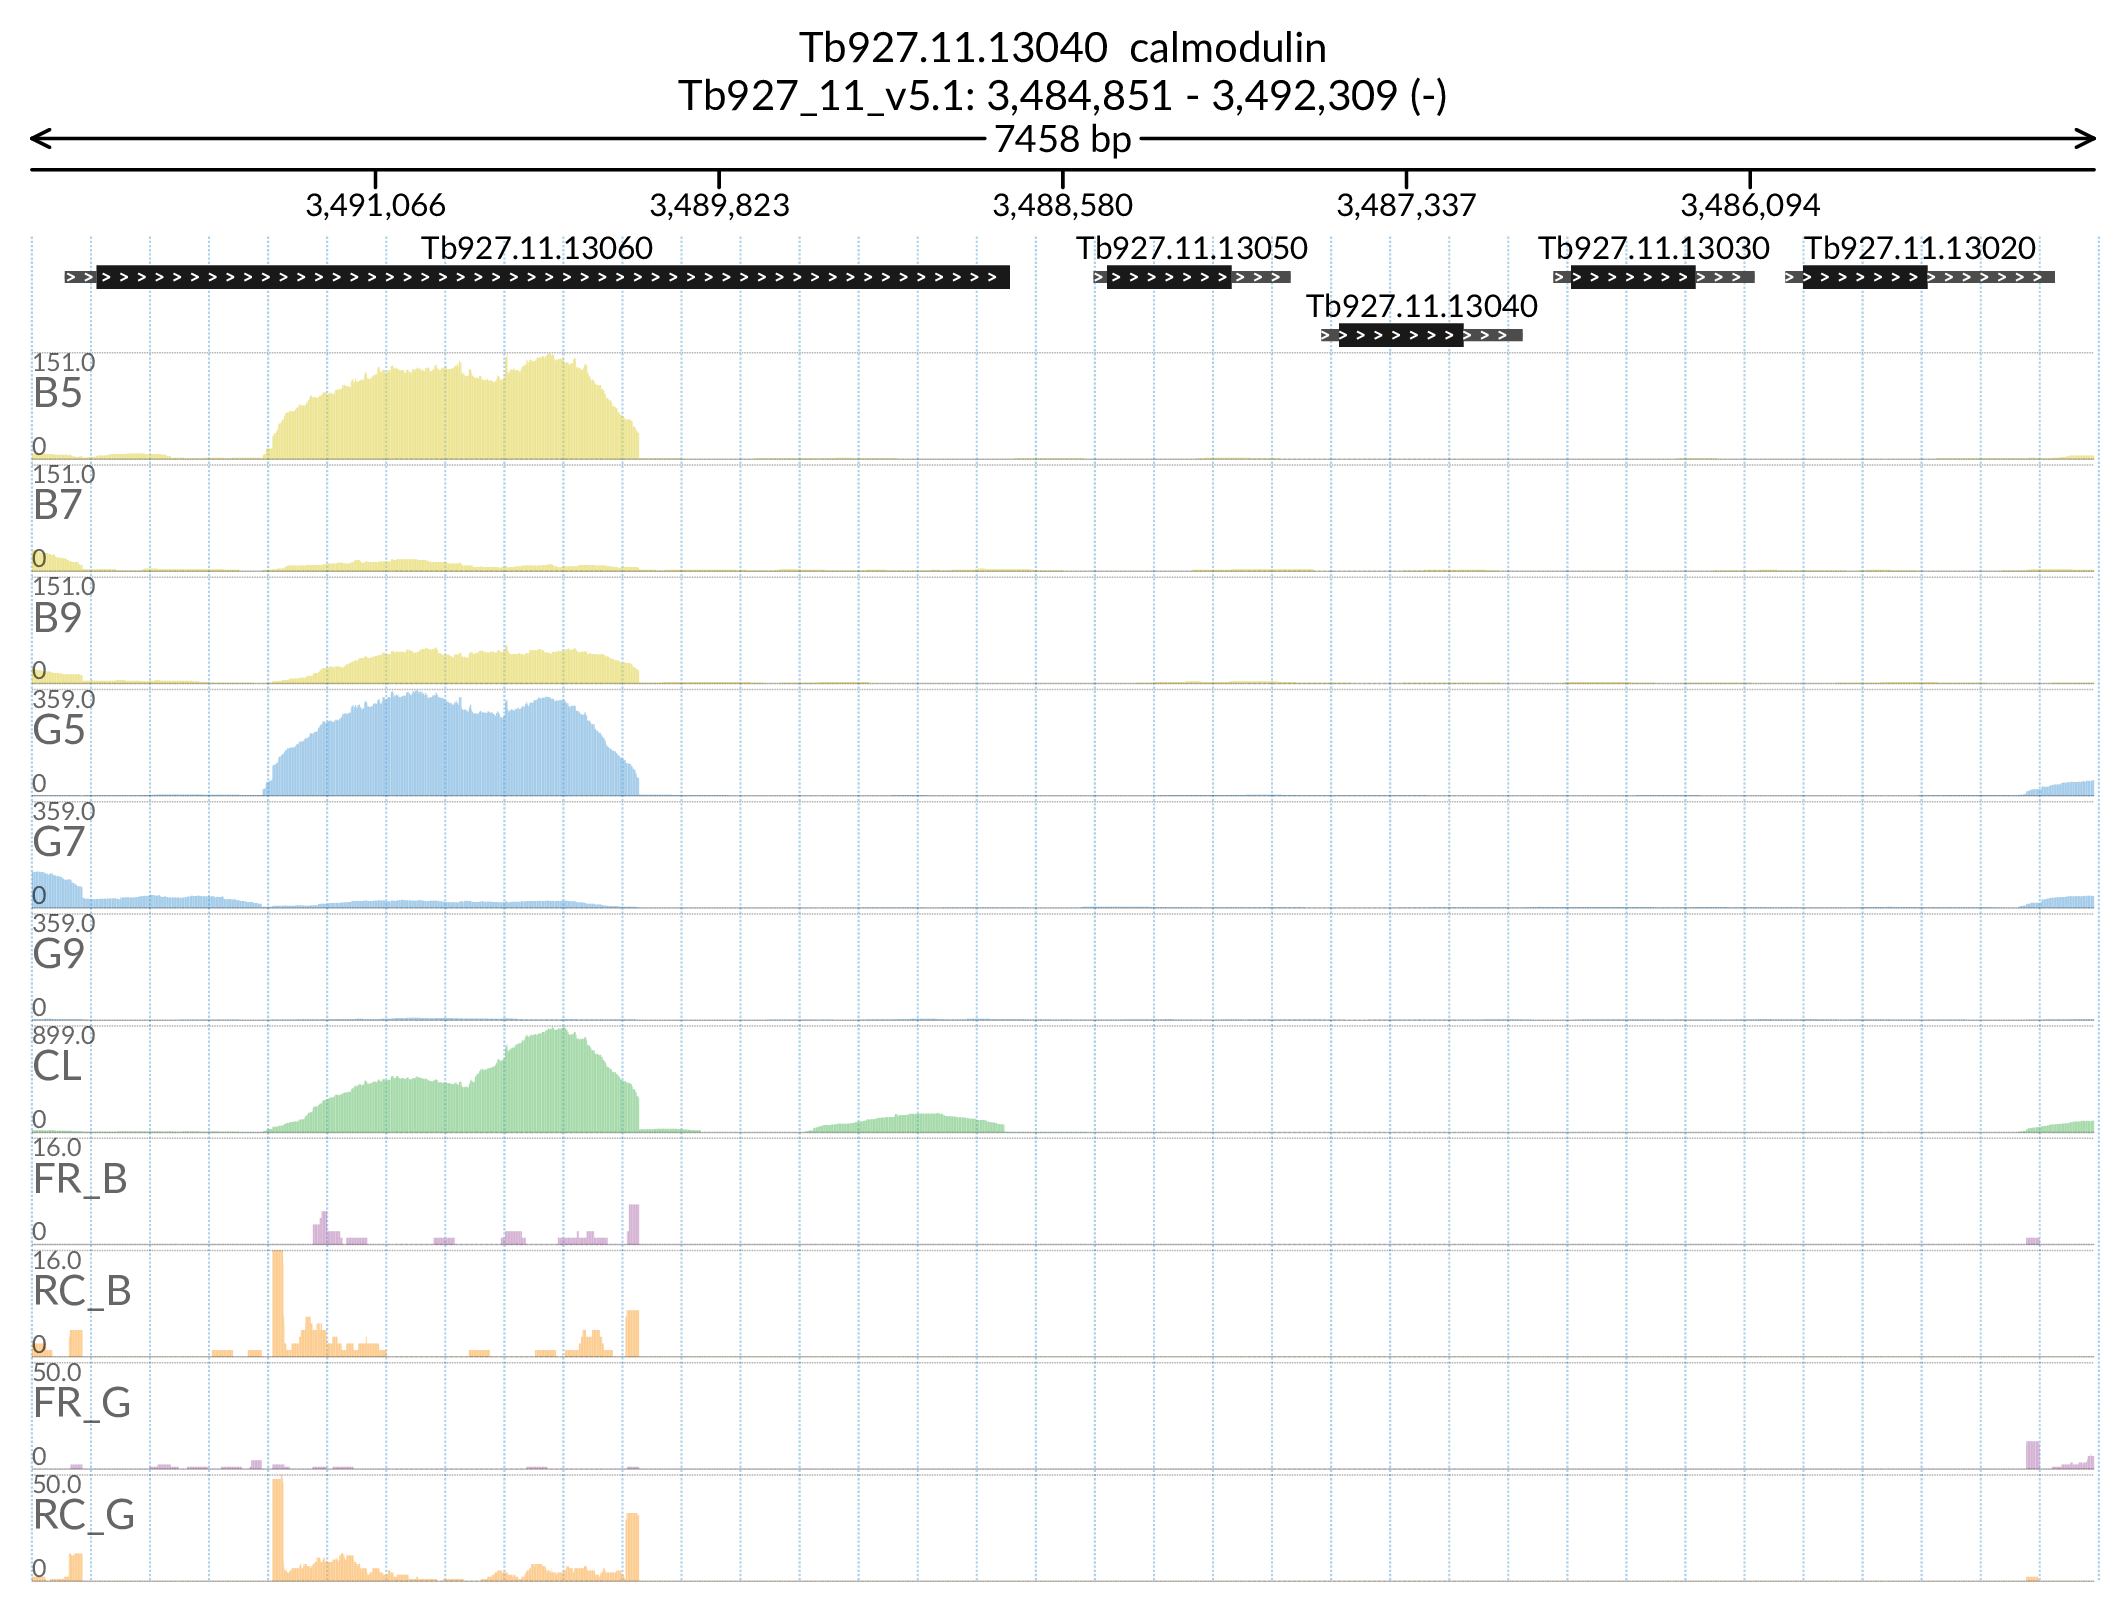 Tb927.11.13040 calmodulin
Tb927_11_v5.1: 3,484,851 - 3,492,309 (-)
7458 bp
3,491,066 3,489,823 3,488,580 3,487,337 3,486,094
Tb927.11.13060 Tb927.11.13050 Tb927.11.13030 Tb927.11.13020
Tb927.11.13040
151.0
B5
0
151.0
B7
0
151.0
B9
0
359.0
G5
0
359.0
G7
0
359.0
G9
0
899.0
CL
0
16.0
FR_B
0
16.0
RC_B
0
50.0
FR_G
0
50.0
RC_G
0